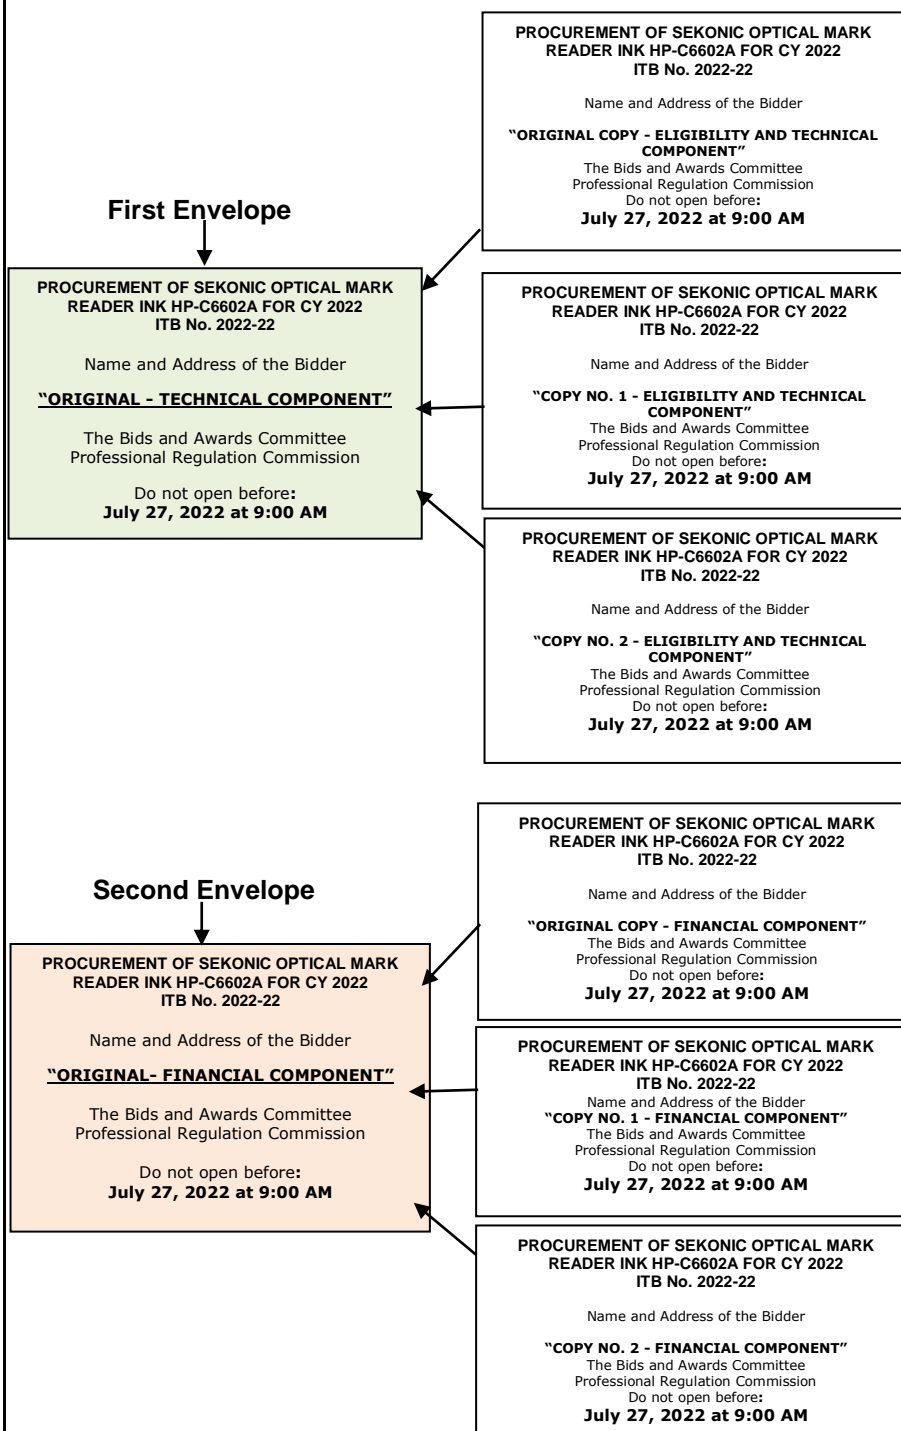 PROCUREMENT OF SEKONIC OPTICAL MARK
READER INK HP-C6602A FOR CY 2022
ITB No. 2022-22
Name and Address of the Bidder
“ORIGINAL COPY - ELIGIBILITY AND TECHNICAL
COMPONENT”
The Bids and Awards Committee
Professional Regulation Commission
Do not open before:
July 27, 2022 at 9:00 AM
First Envelope
PROCUREMENT OF SEKONIC OPTICAL MARK
READER INK HP-C6602A FOR CY 2022
ITB No. 2022-22
Name and Address of the Bidder
“ORIGINAL - TECHNICAL COMPONENT”
The Bids and Awards Committee
Professional Regulation Commission
Do not open before:
July 27, 2022 at 9:00 AM
PROCUREMENT OF SEKONIC OPTICAL MARK
READER INK HP-C6602A FOR CY 2022
ITB No. 2022-22
Name and Address of the Bidder
“COPY NO. 1 - ELIGIBILITY AND TECHNICAL
COMPONENT”
The Bids and Awards Committee
Professional Regulation Commission
Do not open before:
July 27, 2022 at 9:00 AM
PROCUREMENT OF SEKONIC OPTICAL MARK
READER INK HP-C6602A FOR CY 2022
ITB No. 2022-22
Name and Address of the Bidder
“COPY NO. 2 - ELIGIBILITY AND TECHNICAL
COMPONENT”
The Bids and Awards Committee
Professional Regulation Commission
Do not open before:
July 27, 2022 at 9:00 AM
PROCUREMENT OF SEKONIC OPTICAL MARK
READER INK HP-C6602A FOR CY 2022
ITB No. 2022-22
Name and Address of the Bidder
“ORIGINAL COPY - FINANCIAL COMPONENT”
The Bids and Awards Committee
Professional Regulation Commission
Do not open before:
July 27, 2022 at 9:00 AM
Second Envelope
PROCUREMENT OF SEKONIC OPTICAL MARK
READER INK HP-C6602A FOR CY 2022
ITB No. 2022-22
Name and Address of the Bidder
“ORIGINAL- FINANCIAL COMPONENT”
The Bids and Awards Committee
Professional Regulation Commission
Do not open before:
July 27, 2022 at 9:00 AM
PROCUREMENT OF SEKONIC OPTICAL MARK
READER INK HP-C6602A FOR CY 2022
ITB No. 2022-22
Name and Address of the Bidder
“COPY NO. 1 - FINANCIAL COMPONENT”
The Bids and Awards Committee
Professional Regulation Commission
Do not open before:
July 27, 2022 at 9:00 AM
PROCUREMENT OF SEKONIC OPTICAL MARK
READER INK HP-C6602A FOR CY 2022
ITB No. 2022-22
Name and Address of the Bidder
“COPY NO. 2 - FINANCIAL COMPONENT”
The Bids and Awards Committee
Professional Regulation Commission
Do not open before:
July 27, 2022 at 9:00 AM